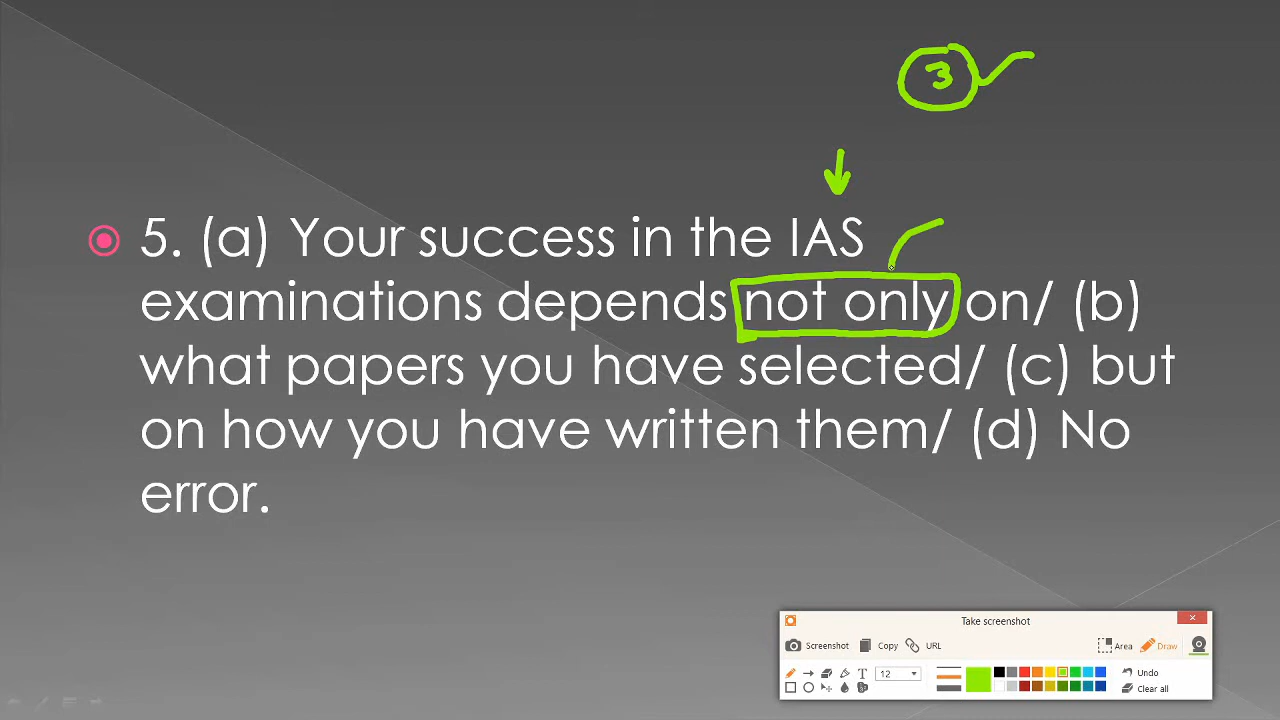 3
5. (a) Your success in the IAS
examinations depends not only on/ (b)
what papers you have selected/ (c) but
on how you have written them/ (d) No
error.
Take screenshot
Screenshot Copy URL Area Draw
T 12 Undo
Clear all